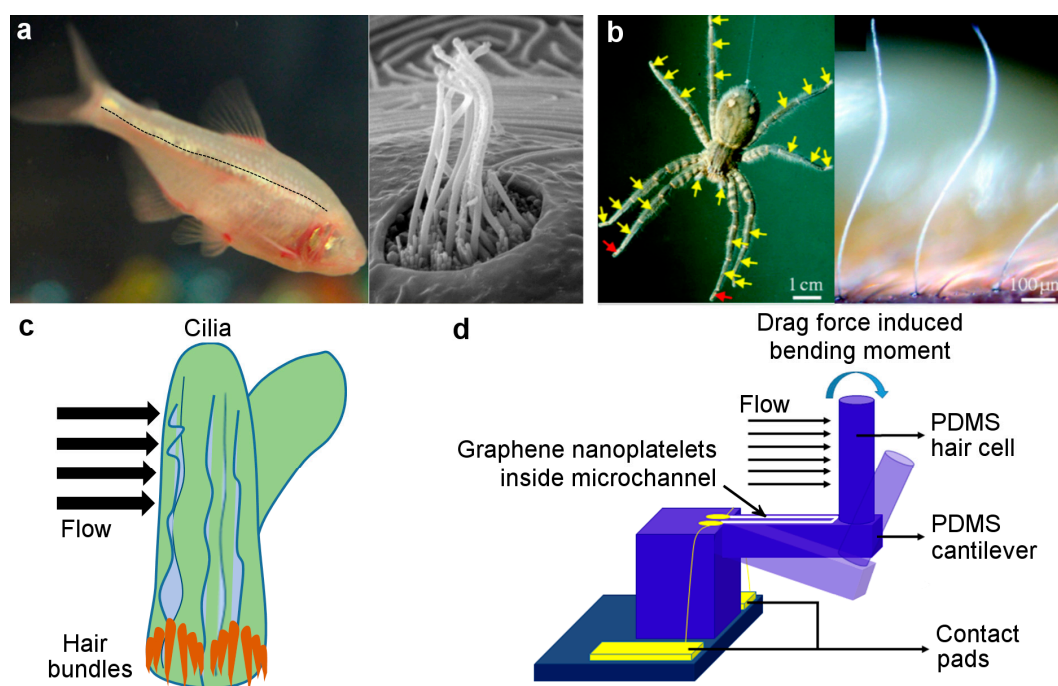 a
b
1 cm
100 µm
c
Cilia
Flow
Hair
bundles
d
Drag force induced
bending moment
Flow
Graphene nanoplatelets
inside microchannel
PDMS
hair cell
PDMS
cantilever
Contact
pads